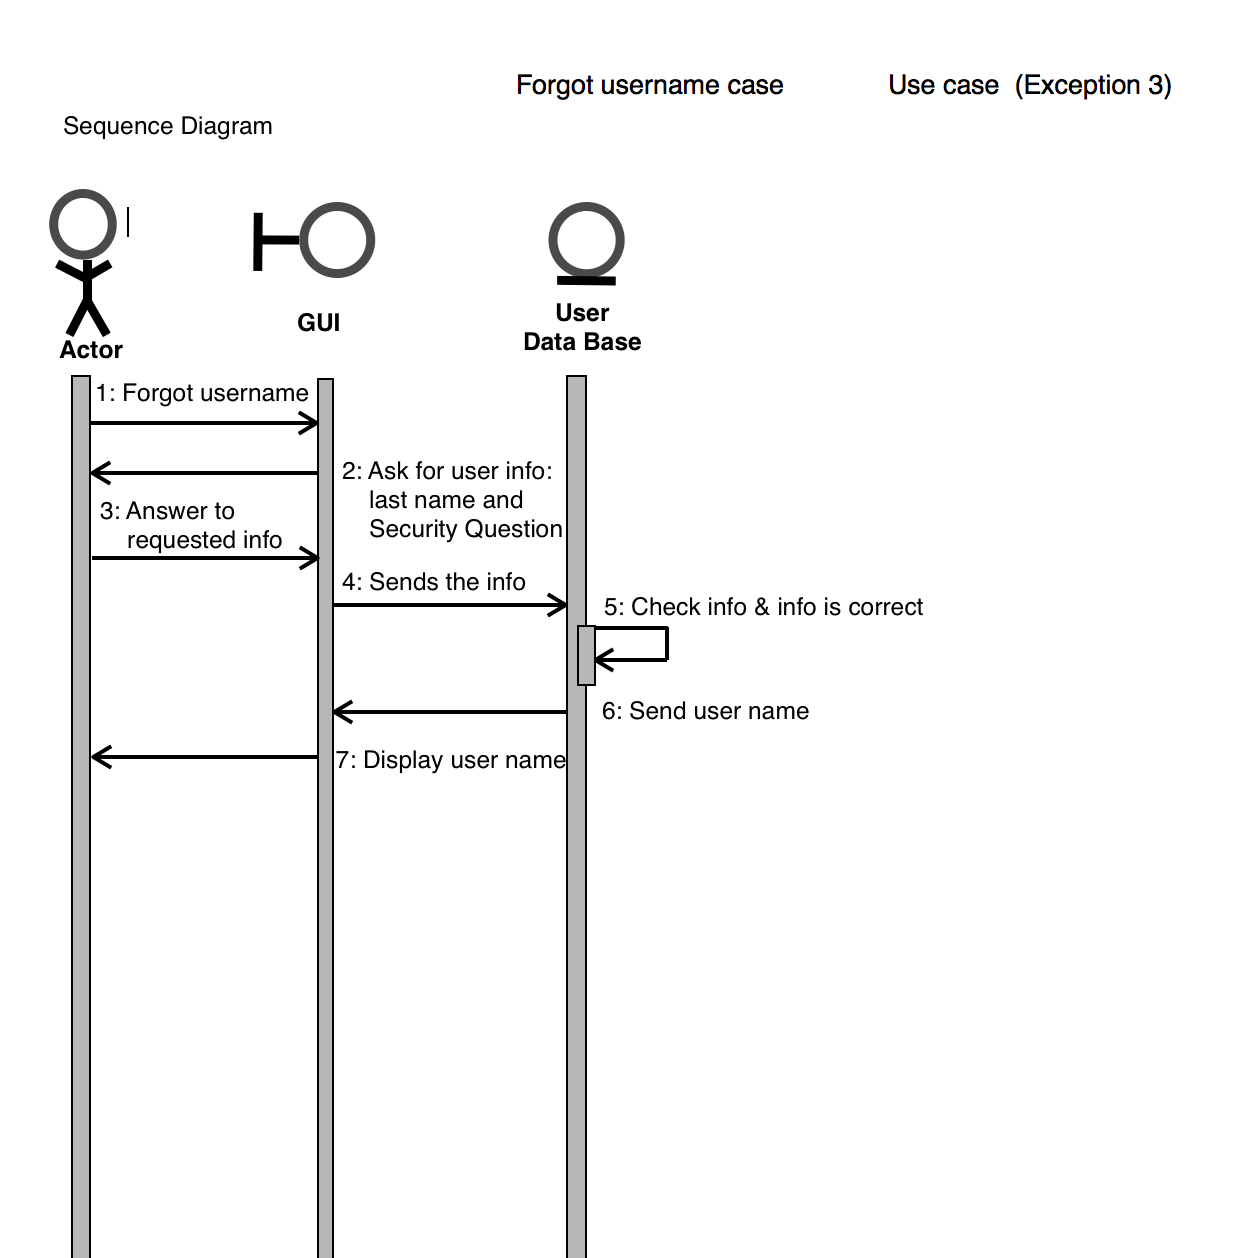 Forgot username case
Use case  (Exception 3)
Sequence Diagram
GUI
User
Data Base
Actor
1: Forgot username
2: Ask for user info:
last name and
Security Question
3: Answer to
requested info
4: Sends the info
5: Check info & info is correct
6: Send user name
7: Display user name